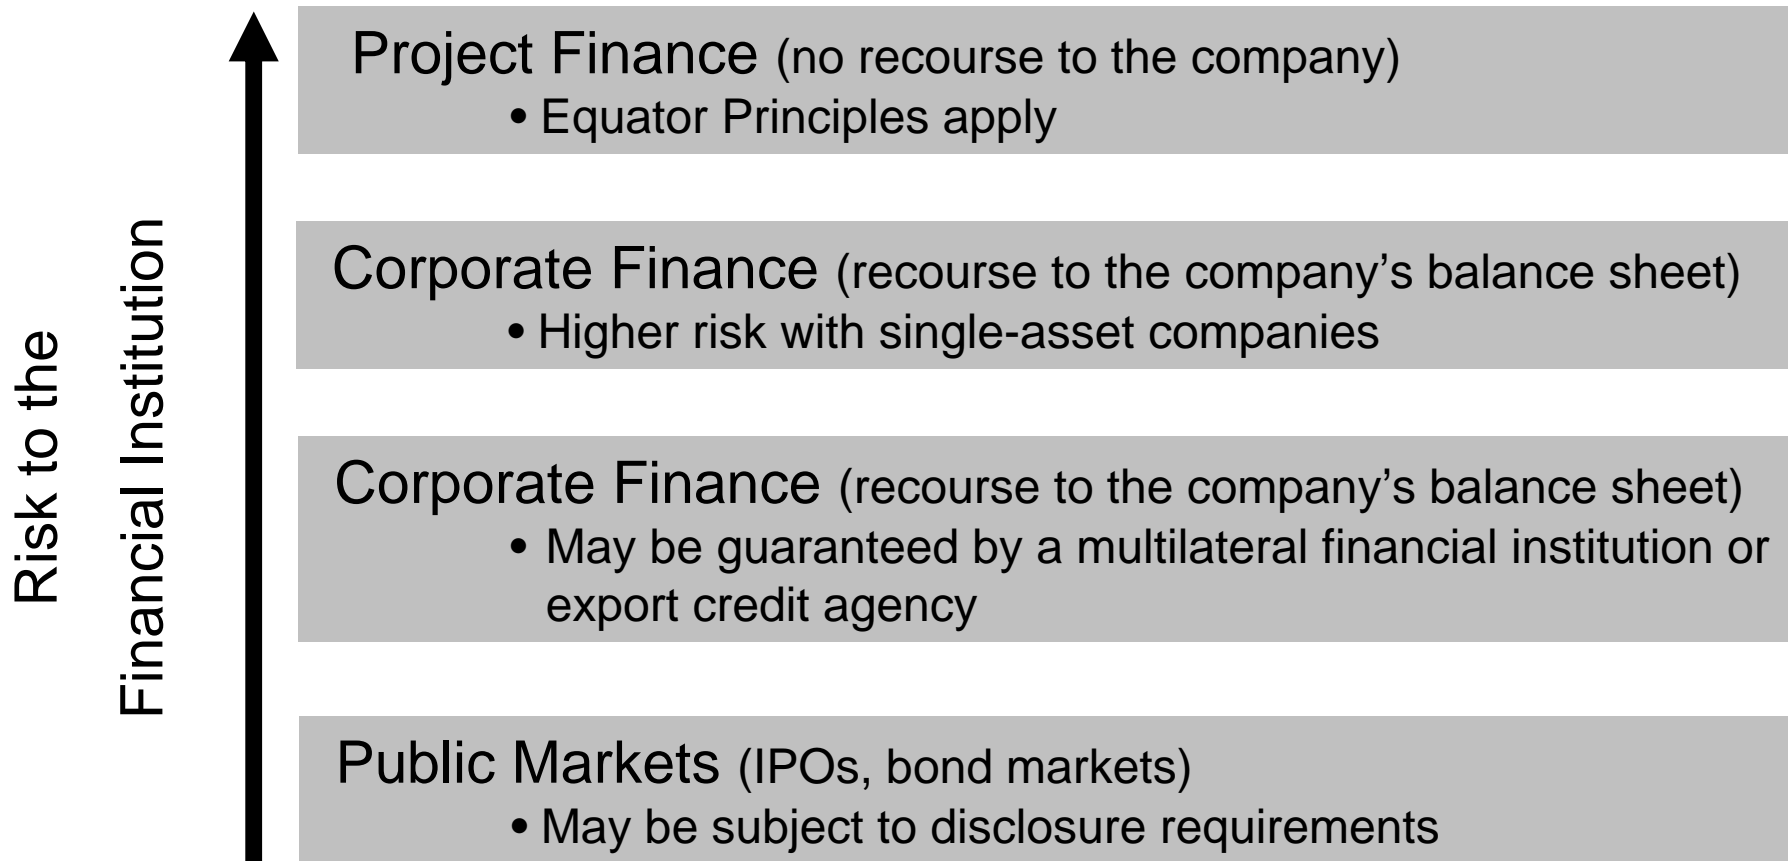 Risk to the
Financial Institution
Project Finance (no recourse to the company)
• Equator Principles apply
Corporate Finance (recourse to the company’s balance sheet)
• Higher risk with single-asset companies
Corporate Finance (recourse to the company’s balance sheet)
• May be guaranteed by a multilateral financial institution or
export credit agency
Public Markets (IPOs, bond markets)
• May be subject to disclosure requirements